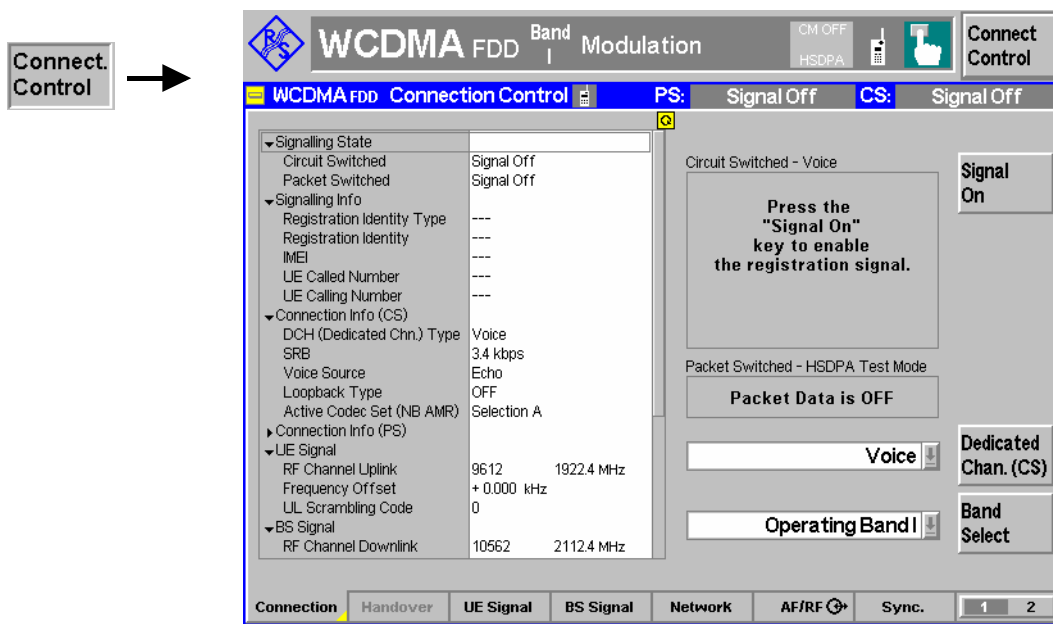 Connect.
Control
R S
WCDMA FDD Band I Modulation
CM OFF
HSDPA
Connect
Control
WCDMA FDD Connection Control PS: Signal Off CS: Signal Off
Signalling State
Circuit Switched Signal Off
Packet Switched Signal Off
Signalling Info
Registration Identity Type ---
Registration Identity ---
IMEI ---
UE Called Number ---
UE Calling Number ---
Connection Info (CS)
DCH (Dedicated Chn.) Type Voice
SRB 3.4 kbps
Voice Source Echo
Loopback Type OFF
Active Codec Set (NB AMR) Selection A
Connection Info (PS)
UE Signal
RF Channel Uplink 9612 1922.4 MHz
Frequency Offset + 0.000 kHz
UL Scrambling Code 0
BS Signal
RF Channel Downlink 10562 2112.4 MHz
Circuit Switched - Voice
Press the
"Signal On"
key to enable
the registration signal.
Packet Switched - HSDPA Test Mode
Packet Data is OFF
Voice
Operating Band I
Signal
On
Dedicated
Chan. (CS)
Band
Select
Connection Handover UE Signal BS Signal Network AF/RF Sync. 1 2